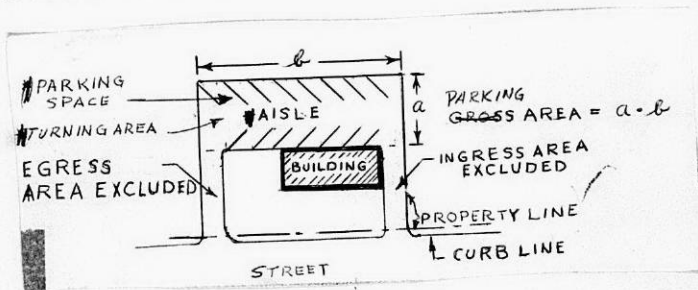 b
PARKING
SPACE
TURNING AREA
AISLE
a
PARKING
GROSS AREA = a · b
EGRESS
AREA EXCLUDED
BUILDING
INGRESS AREA
EXCLUDED
PROPERTY LINE
CURB LINE
STREET